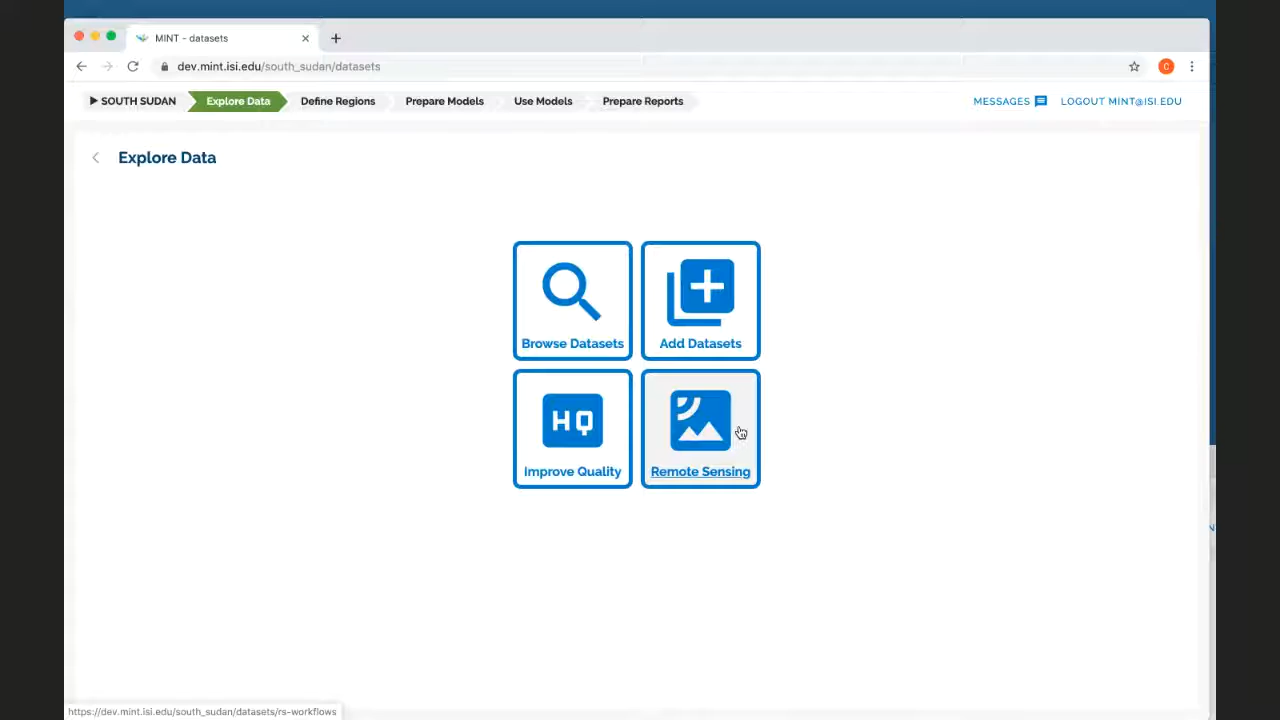 MINT - datasets
dev.mint.isi.edu/south_sudan/datasets
C
SOUTH SUDAN Explore Data Define Regions Prepare Models Use Models Prepare Reports MESSAGES LOGOUT MINT@ISI.EDU
Explore Data
Browse Datasets Add Datasets
HQ
Improve Quality Remote Sensing
N
https://dev.mint.isi.edu/south_sudan/datasets/rs-workflows